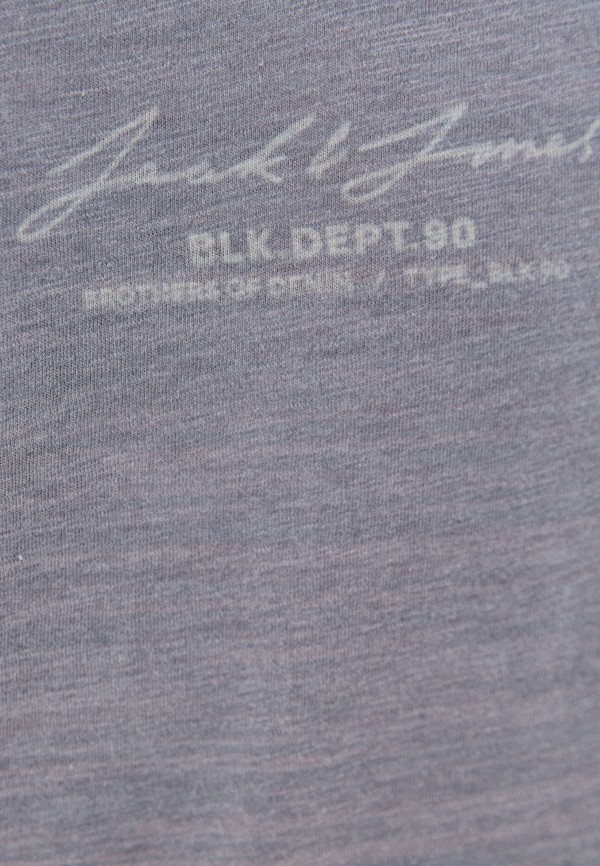 Jack & Jones
BLK.DEPT.90
BROTHERS OF DENIM / TYPE_BLK 90